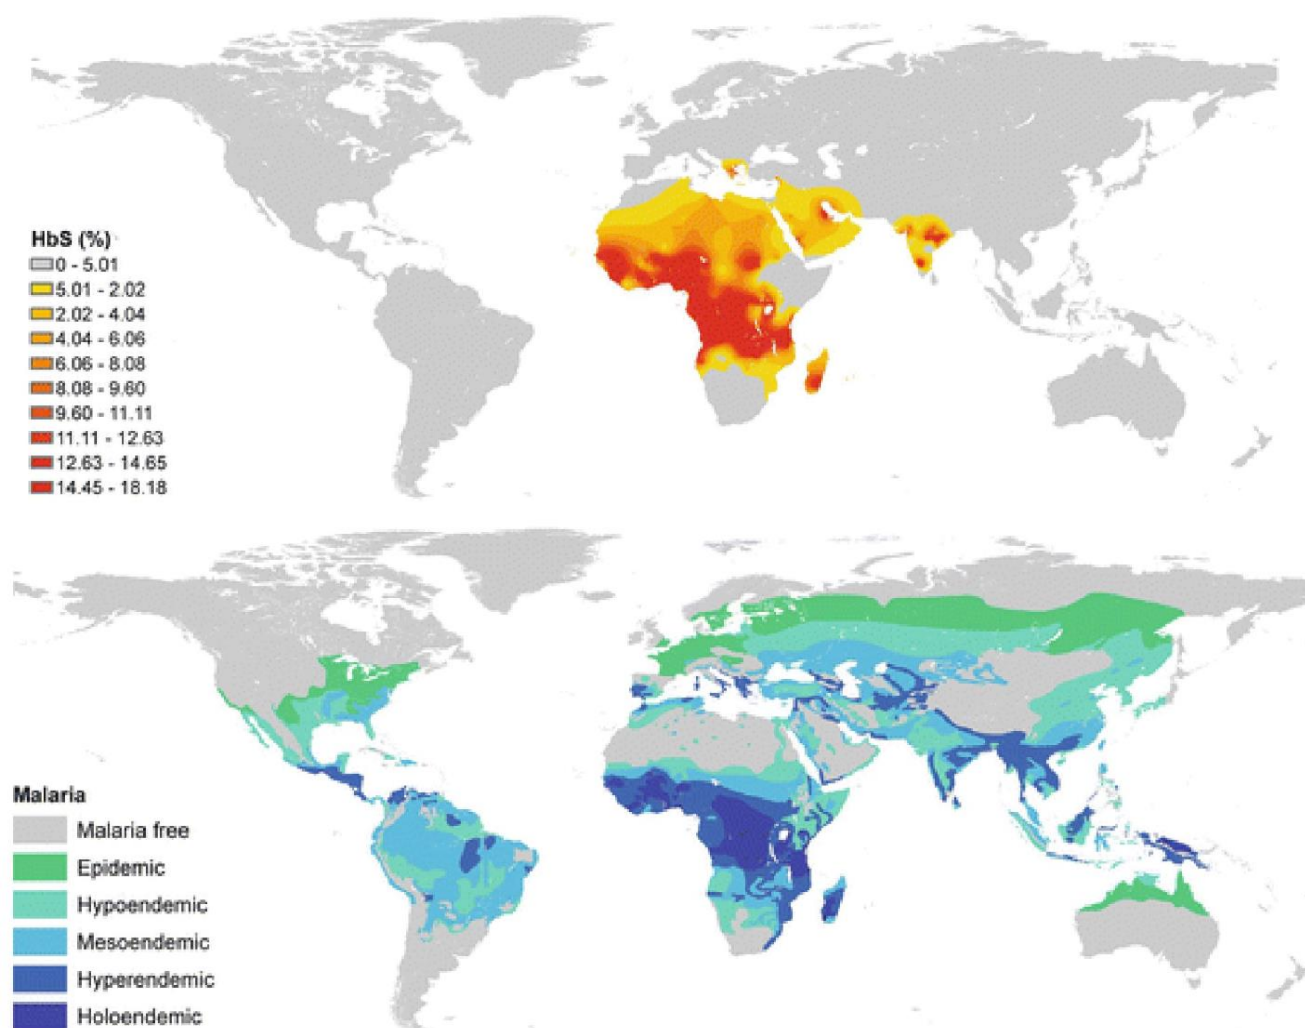 HbS (%)
0 - 5.01
5.01 - 2.02
2.02 - 4.04
4.04 - 6.06
6.06 - 8.08
8.08 - 9.60
9.60 - 11.11
11.11 - 12.63
12.63 - 14.65
14.45 - 18.18
Malaria
Malaria free
Epidemic
Hypoendemic
Mesoendemic
Hyperendemic
Holoendemic